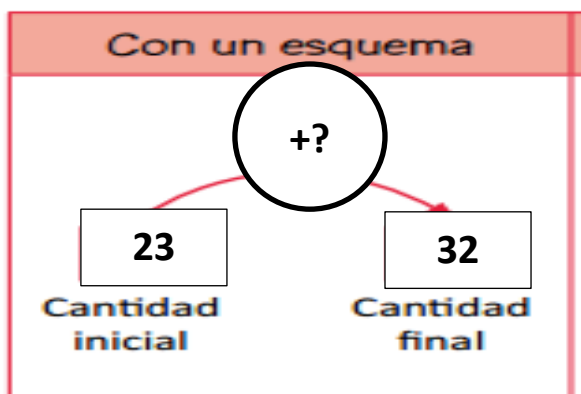 Con un esquema
+?
23
32
Cantidad
inicial
Cantidad
final